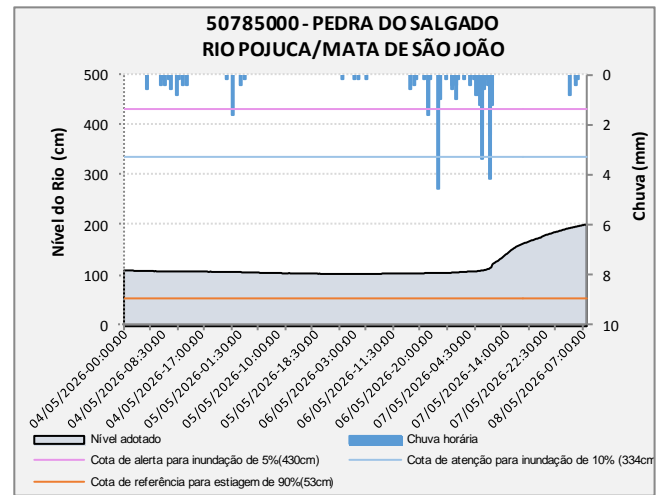 50785000 - PEDRA DO SALGADO
RIO POJUCA/MATA DE SÃO JOÃO
Nível do Rio (cm)
500
400
300
200
100
0
Chuva (mm)
0
2
4
6
8
10
04/05/2026-00:00:00
04/05/2026-08:30:00
04/05/2026-17:00:00
05/05/2026-01:30:00
05/05/2026-10:00:00
05/05/2026-18:30:00
06/05/2026-03:00:00
06/05/2026-11:30:00
06/05/2026-20:00:00
07/05/2026-04:30:00
07/05/2026-14:00:00
07/05/2026-22:30:00
08/05/2026-07:00:00
Nível adotado
Chuva horária
Cota de alerta para inundação de 5%(430cm)
Cota de atenção para inundação de 10% (334cm
Cota de referência para estiagem de 90%(53cm)